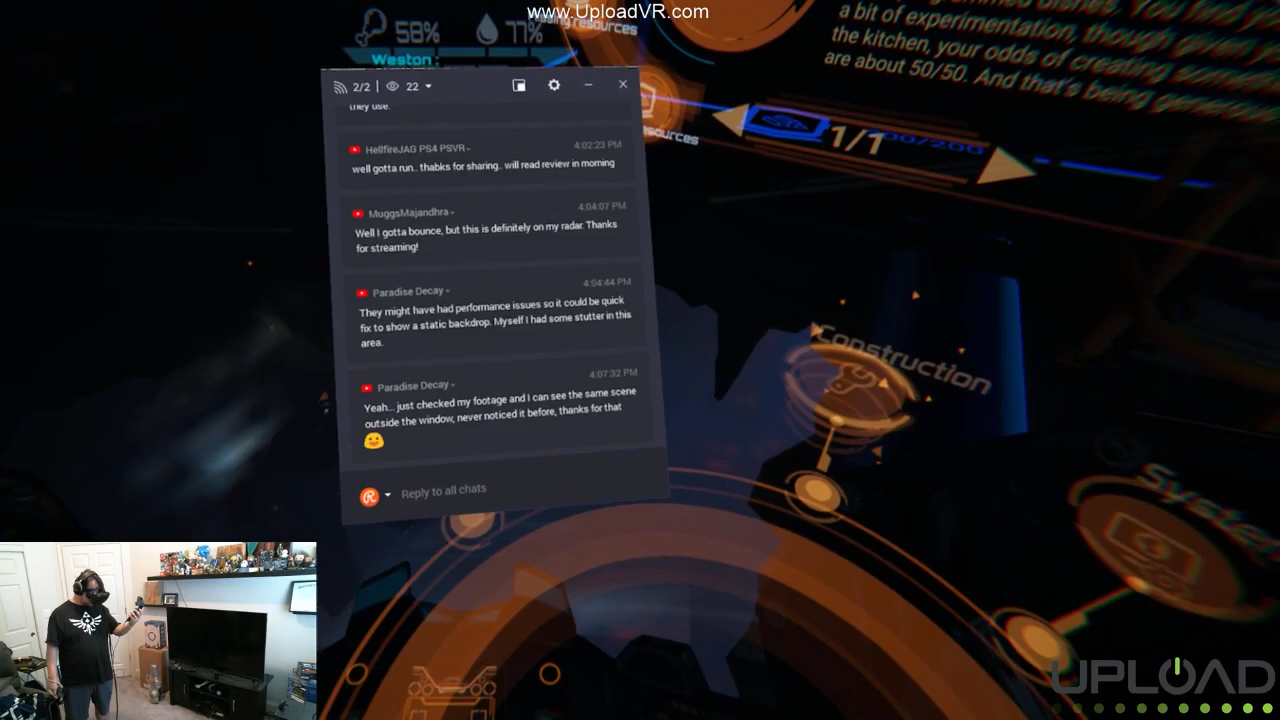 www.UploadVR.com
58%
77%
resources
Weston :
a bit of experimentation, though given yo
the kitchen, your odds of creating
are about 50/50. And that's being
2/2
22
they use.
HellfireJAG PS4 PSVR
4:02:23 PM
well gotta run.. thabks for sharing.. will read review in morning
1/1
MuggsMajandhra
4:04:07 PM
Well I gotta bounce, but this is definitely on my radar. Thanks
for streaming!
Paradise Decay
4:04:44 PM
They might have had performance issues so it could be quick
fix to show a static backdrop. Myself I had some stutter in this
area.
Construction
Paradise Decay
4:07:32 PM
Yeah... just checked my footage and I can see the same scene
outside the window, never noticed it before, thanks for that
Reply to all chats
System
UPLOAD